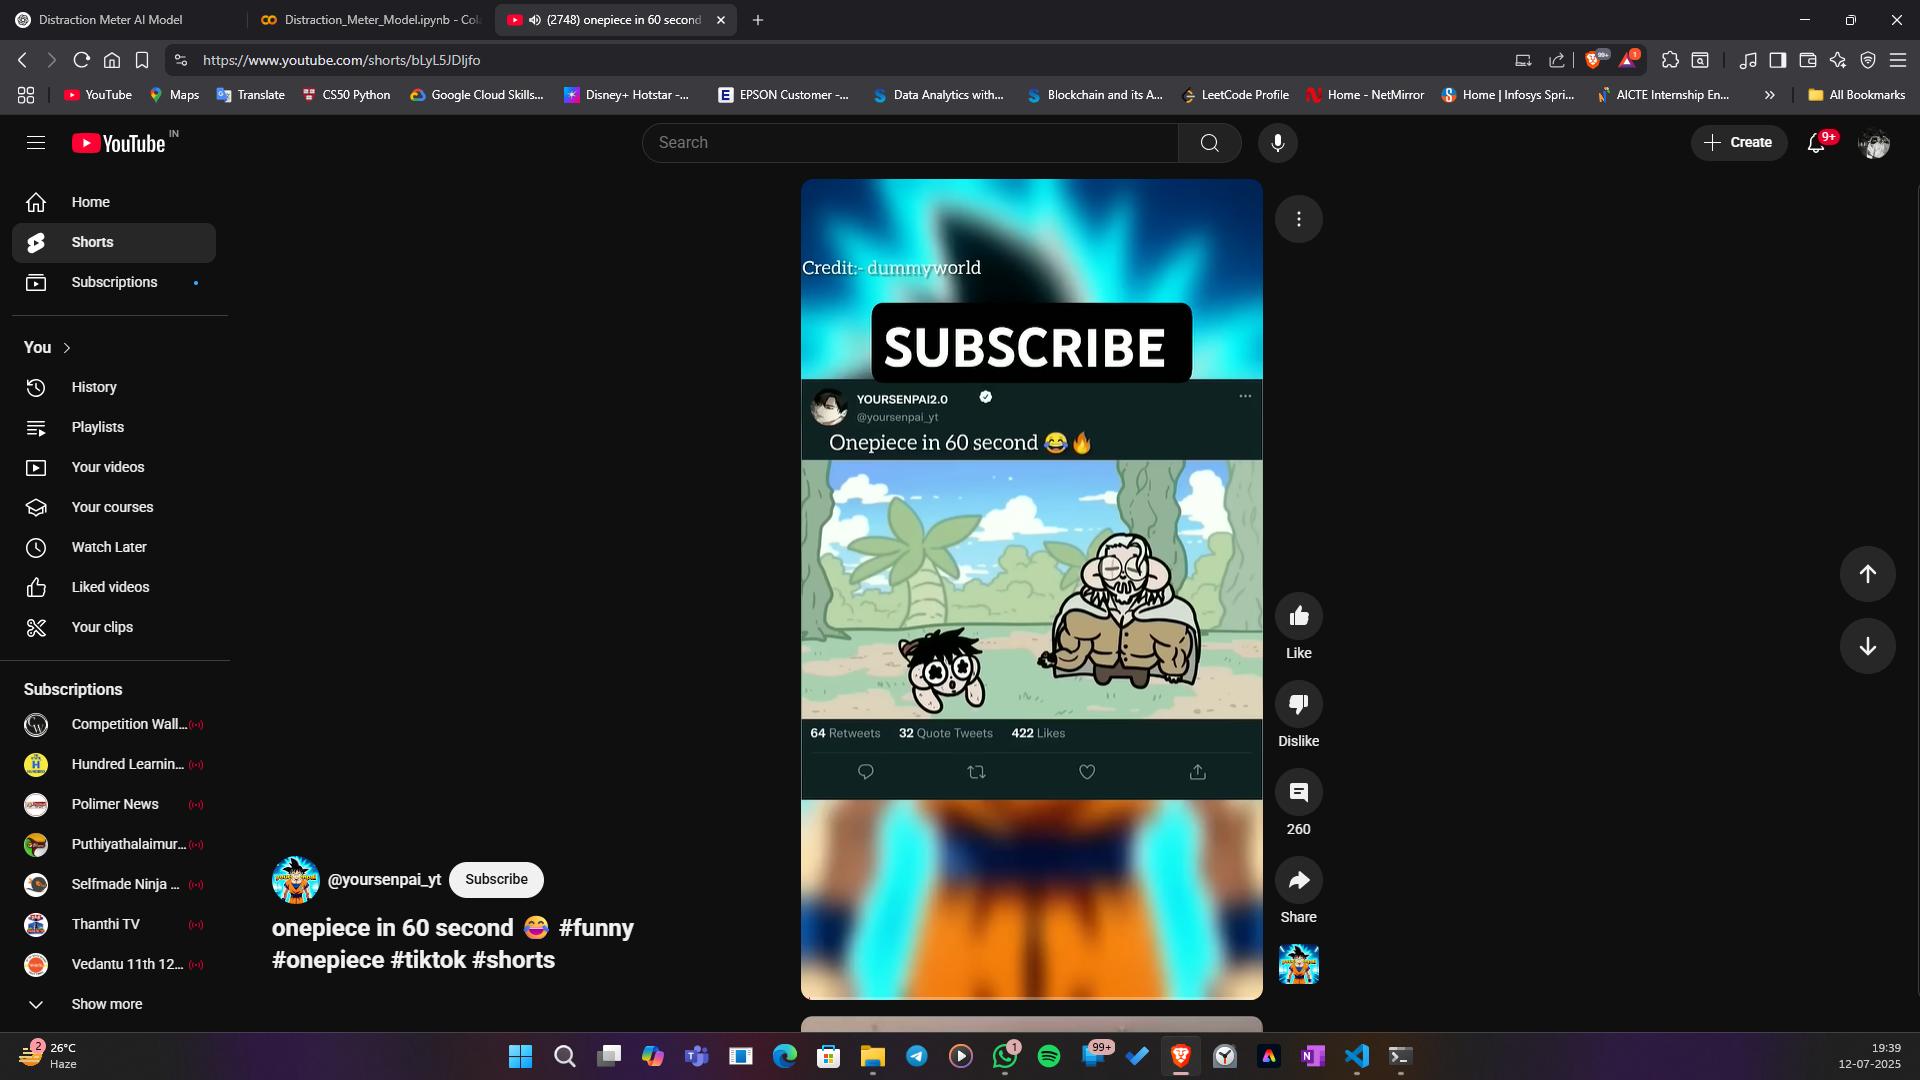 Distraction Meter AI Model
Distraction_Meter_Model.ipynb - Col
(2748) onepiece in 60 second
https://www.youtube.com/shorts/bLyL5JDljfo
99+
1
YouTube
Maps
Translate
CS50 Python
Google Cloud Skills...
Disney+ Hotstar -...
EPSON Customer -...
Data Analytics with...
Blockchain and its A...
LeetCode Profile
Home - NetMirror
Home | Infosys Spri...
AICTE Internship En...
All Bookmarks
YouTube IN
Search
Create
9+
Home
Shorts
Subscriptions
You
History
Playlists
Your videos
Your courses
Watch Later
Liked videos
Your clips
Subscriptions
Competition Wall...
Hundred Learnin...
Polimer News
Puthiyathalaimur...
Selfmade Ninja ...
Thanthi TV
Vedantu 11th 12...
Show more
Credit:- dummyworld
SUBSCRIBE
YOURSENPAI2.0
@yoursenpai_yt
Onepiece in 60 second 😂🔥
64 Retweets 32 Quote Tweets 422 Likes
Like
Dislike
260
Share
@yoursenpai_yt
Subscribe
onepiece in 60 second 😂 #funny
#onepiece #tiktok #shorts
2
26°C
Haze
1
99+
19:39
12-07-2025